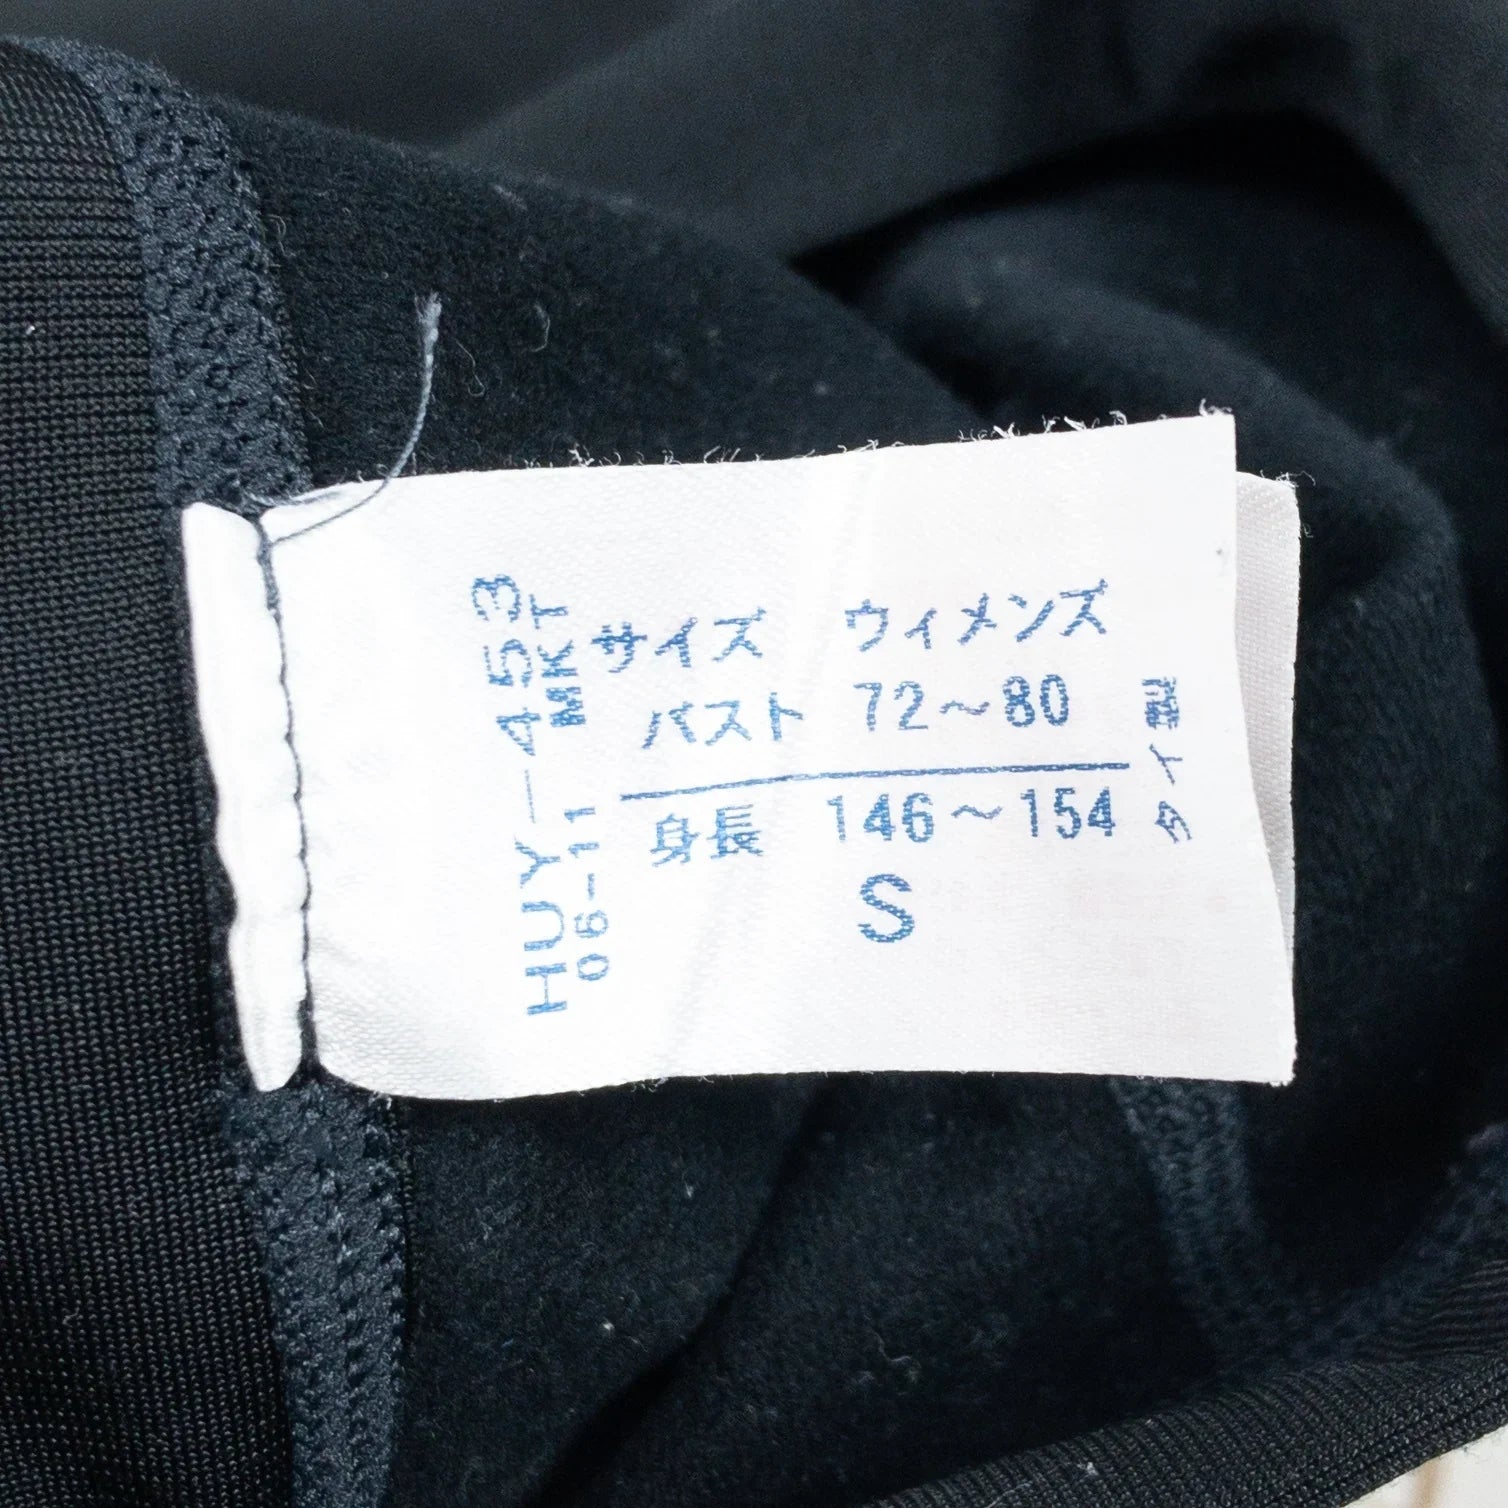 サイズ ウィメンズ
バスト 72～80
身長 146～154
S
タイ製
HUY-453
06-11 MKT